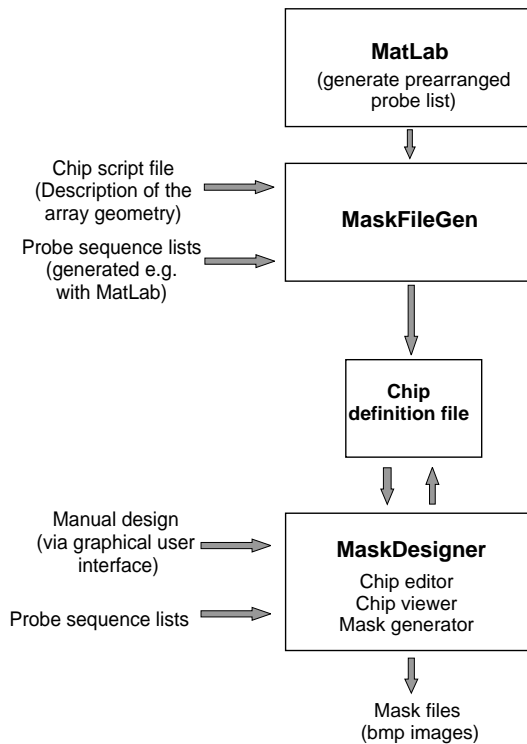 MatLab
(generate prearranged
probe list)
Chip script file
(Description of the
array geometry)
MaskFileGen
Probe sequence lists
(generated e.g.
with MatLab)
Chip
definition file
Manual design
(via graphical user
interface)
MaskDesigner
Chip editor
Chip viewer
Mask generator
Probe sequence lists
Mask files
(bmp images)